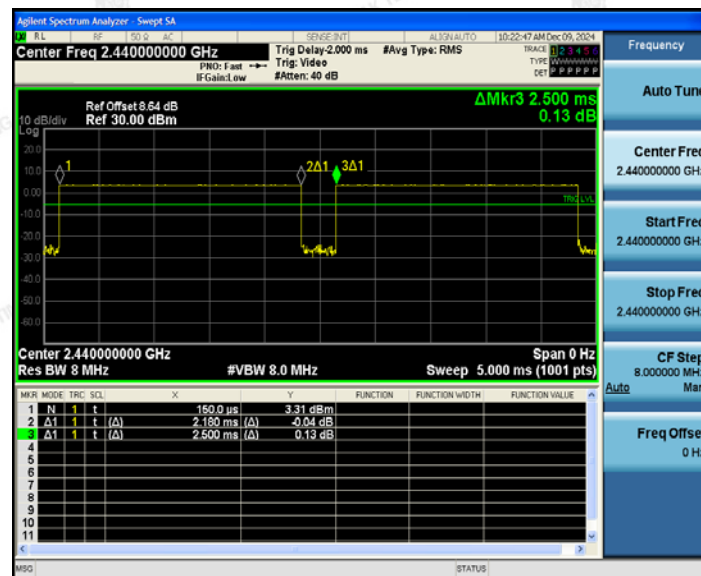 Agilent Spectrum Analyzer - Swept SA
RL RF 50 Ω AC SENSE:INT ALIGNAUTO 10:22:47 AM Dec 09, 2024
Center Freq 2.440000000 GHz
PNO: Fast
IFGain:Low
Trig Delay-2.000 ms
Trig: Video
#Atten: 40 dB
#Avg Type: RMS
TRACE 1 2 3 4 5 6
TYPE WWWWWW
DET P P P P P P
Ref Offset 8.64 dB
Ref 30.00 dBm
ΔMkr3 2.500 ms
0.13 dB
10 dB/div
Log
20.0
10.0
0.00
-10.0
-20.0
-30.0
-40.0
-50.0
-60.0
1
2Δ1
3Δ1
TRIG LVL
Center 2.440000000 GHz
Span 0 Hz
Res BW 8 MHz
#VBW 8.0 MHz
Sweep 5.000 ms (1001 pts)
MKR MODE TRC SCL X Y FUNCTION FUNCTION WIDTH FUNCTION VALUE
1 N 1 t 160.0 µs 3.31 dBm
2 Δ1 1 t (Δ) 2.180 ms (Δ) -0.04 dB
3 Δ1 1 t (Δ) 2.500 ms (Δ) 0.13 dB
4
5
6
7
8
9
10
11
MSG
STATUS
Frequency
Auto Tune
Center Freq
2.440000000 GHz
Start Freq
2.440000000 GHz
Stop Freq
2.440000000 GHz
CF Step
8.000000 MHz
Auto Man
Freq Offset
0 Hz